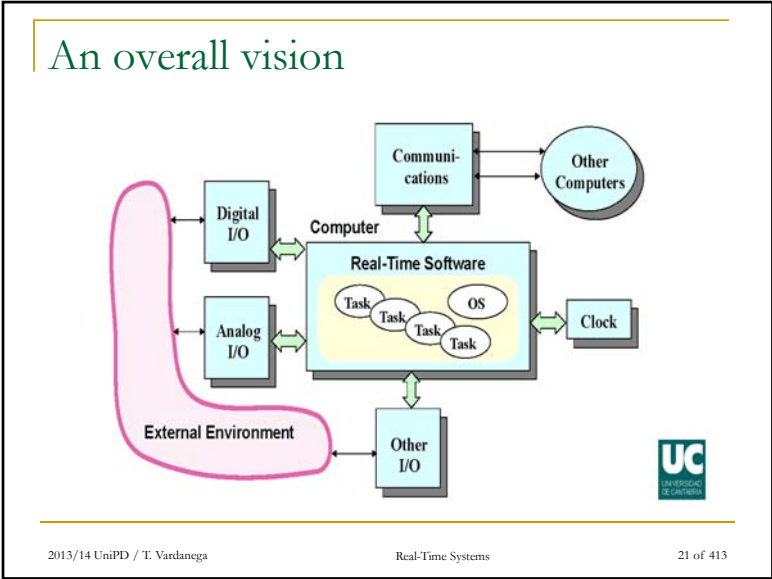 An overall vision
Communi-
cations
Other
Computers
Digital
I/O
Computer
Real-Time Software
Task
Task
Task
Task
OS
Analog
I/O
Clock
External Environment
Other
I/O
UC
UNIVERSIDAD
DE CANTABRIA
2013/14 UniPD / T. Vardanega
Real-Time Systems
21 of 413